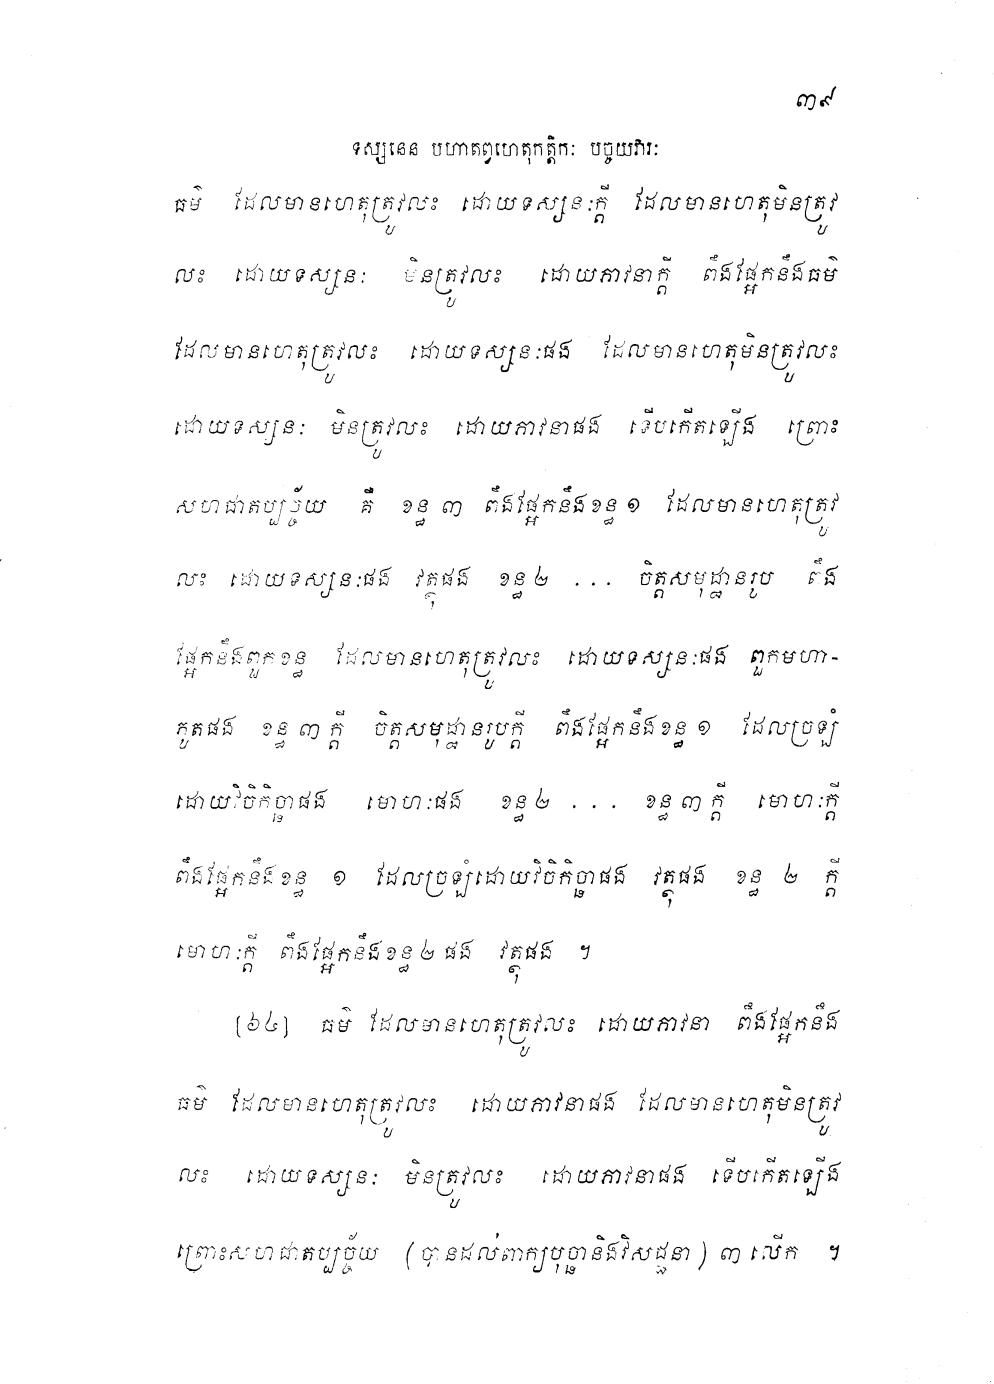 ៣៩
ទស្សនេន បហាតព្វហេតុកត្តិកៈ បច្ចយវារៈ
ធម៌ ដែលមានហេតុត្រូវលះ ដោយទស្សនៈក្តី ដែលមានហេតុមិនត្រូវ
លះ ដោយទស្សនៈ មិនត្រូវលះ ដោយភាវនាក្តី ពឹងផ្អែកនឹងធម៌
ដែលមានហេតុត្រូវលះ ដោយទស្សនៈផង ដែលមានហេតុមិនត្រូវលះ
ដោយទស្សនៈ មិនត្រូវលះ ដោយភាវនាផង ទើបកើតឡើង ព្រោះ
សហជាតប្បច្ច័យ គឺ ខន្ធ ៣ ពឹងផ្អែកនឹងខន្ធ ១ ដែលមានហេតុត្រូវ
លះ ដោយទស្សនៈផង វត្ថុផង ខន្ធ ២ ... ចិត្តសមុដ្ឋានរូប ពឹង
ផ្អែកនឹងពួកខន្ធ ដែលមានហេតុត្រូវលះ ដោយទស្សនៈផង ពួកមហា-
ភូតផង ខន្ធ ៣ ក្តី ចិត្តសមុដ្ឋានរូបក្តី ពឹងផ្អែកនឹងខន្ធ ១ ដែលច្រឡំ
ដោយវិចិកិច្ឆាផង មោហៈផង ខន្ធ ២ ... ខន្ធ ៣ ក្តី មោហៈក្តី
ពឹងផ្អែកនឹងខន្ធ ១ ដែលច្រឡំដោយវិចិកិច្ឆាផង វត្ថុផង ខន្ធ ២ ក្តី
មោហៈក្តី ពឹងផ្អែកនឹងខន្ធ ២ ផង វត្ថុផង ។
[៦៤] ធម៌ ដែលមានហេតុត្រូវលះ ដោយភាវនា ពឹងផ្អែកនឹង
ធម៌ ដែលមានហេតុត្រូវលះ ដោយភាវនាផង ដែលមានហេតុមិនត្រូវ
លះ ដោយទស្សនៈ មិនត្រូវលះ ដោយភាវនាផង ទើបកើតឡើង
ព្រោះសហជាតប្បច្ច័យ (បានដល់ពាក្យបុច្ឆានិងវិសជ្ជនា) ៣ លើក ។